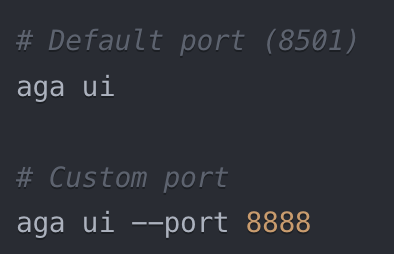 # Default port (8501)
aga ui
# Custom port
aga ui --port 8888